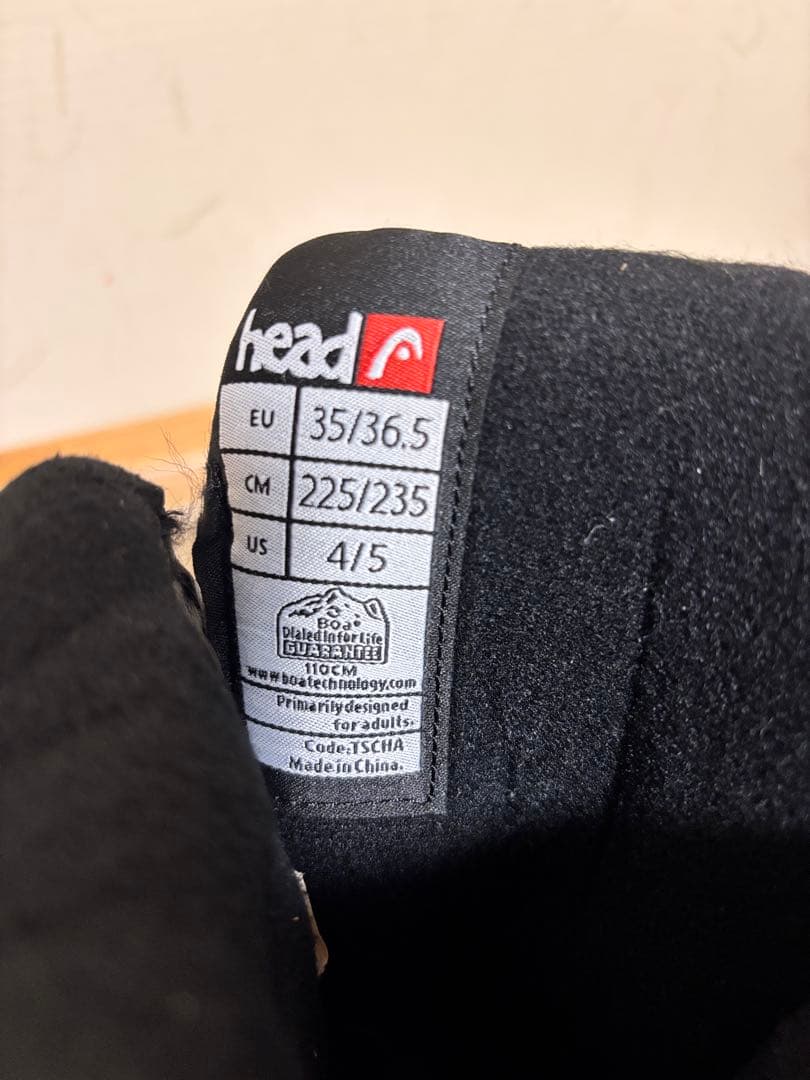 head
EU 35/36.5
CM 225/235
US 4/5
Boa
Dialed In for Life
GUARANTEE
110CM
www.boatechnology.com
Primarily designed
for adults.
Code:TSCHA
Made in China.